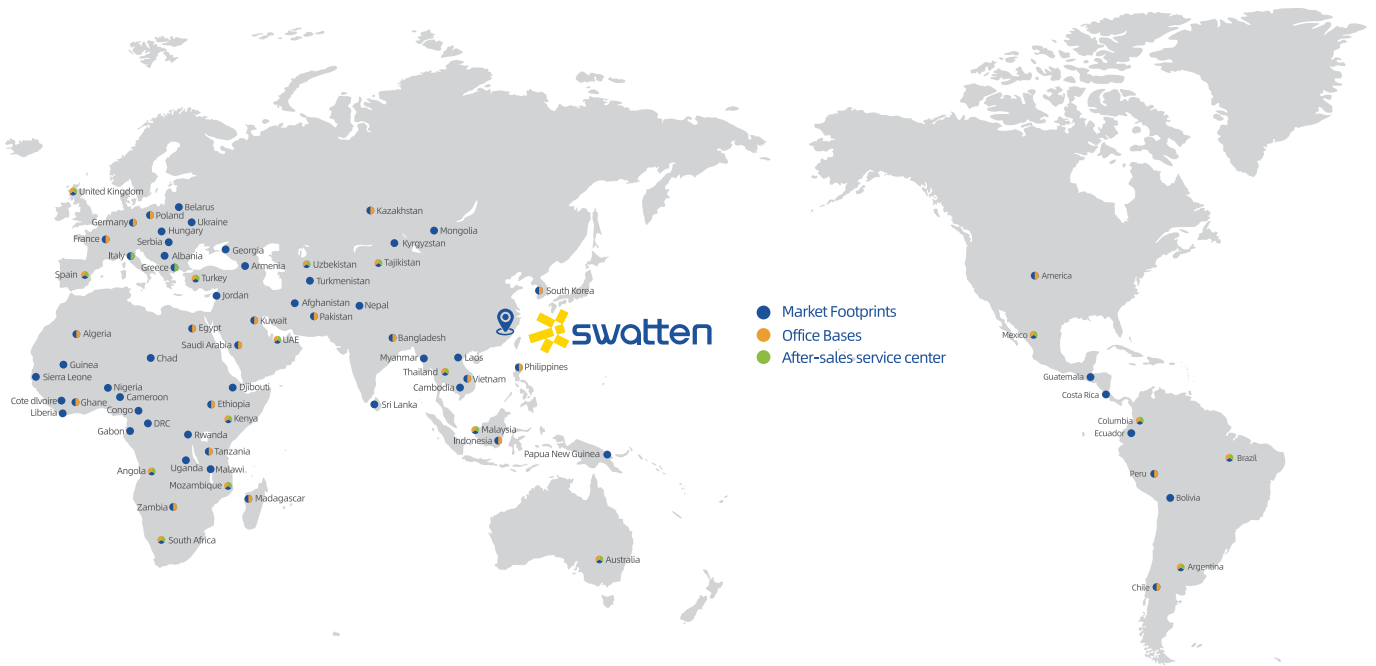 United Kingdom
Belarus
Poland
Germany
Ukraine
Hungary
France
Serbia
Georgia
Italy
Albania
Greece
Armenia
Spain
Turkey
Jordan
Kazakhstan
Mongolia
Kyrgyzstan
Uzbekistan
Tajikistan
Turkmenistan
Afghanistan
Nepal
Pakistan
South Korea
Kuwait
Algeria
Egypt
Saudi Arabia
UAE
Bangladesh
swatten
Market Footprints
Office Bases
After-sales service center
America
Mexico
Guinea
Chad
Myanmar
Laos
Thailand
Philippines
Vietnam
Cambodia
Sierra Leone
Nigeria
Djibouti
Cameroon
Cote dIvoire
Ghane
Liberia
Congo
Ethiopia
Kenya
Sri Lanka
DRC
Gabon
Rwanda
Malaysia
Indonesia
Tanzania
Papua New Guinea
Angola
Uganda
Malawi
Mozambique
Madagascar
Zambia
South Africa
Australia
Guatemala
Costa Rica
Columbia
Ecuador
Brazil
Peru
Bolivia
Argentina
Chile